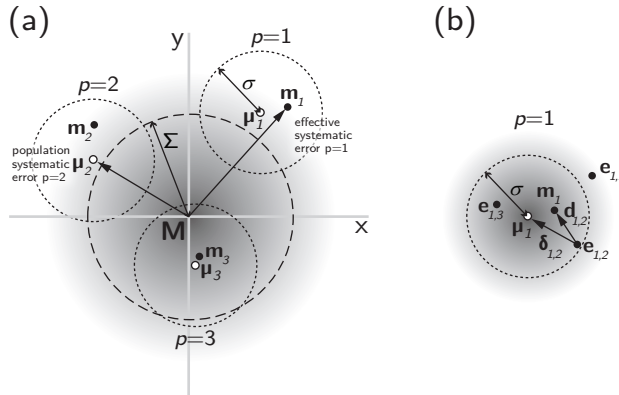 (a)
y
p=1
σ
m₁
μ₁
effective
systematic
error p=1
p=2
m₂
population
systematic
error p=2
μ₂
Σ
M
x
m₃
μ₃
p=3
(b)
p=1
σ
e₁,
m₁
e₁,₃
d₁,₂
μ₁
δ₁,₂
e₁,₂